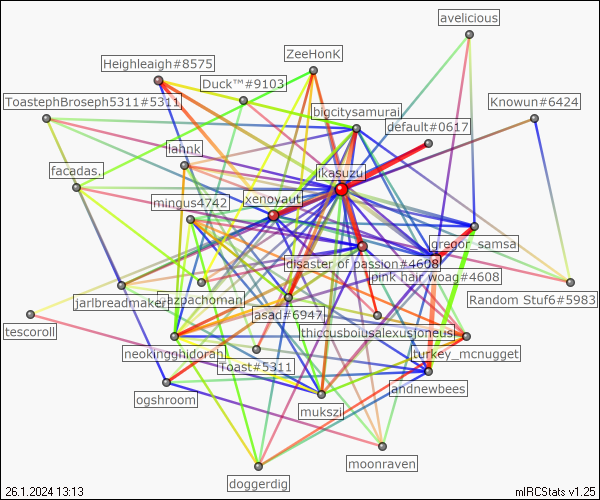 avelicious
ZeeHonK
Heighleaigh#8575
Duck™#9103
ToastephBroseph5311#5311
Knowun#6424
bigcitysamurai
default#0617
lahnk
facadas.
ikasuzu
xenoyaut
mingus4742
gregor_samsa
disaster of passion#4608
pink hair woag#4608
jarlbreadmaker
gazpachoman
Random Stuf6#5983
asad#6947
tescoroll
thiccusboiusalexusjoneus
neokingghidorah
turkey_mcnugget
Toast#5311
andnewbees
ogshroom
mukszi
moonraven
doggerdig
26.1.2024 13:13
mIRCStats v1.25